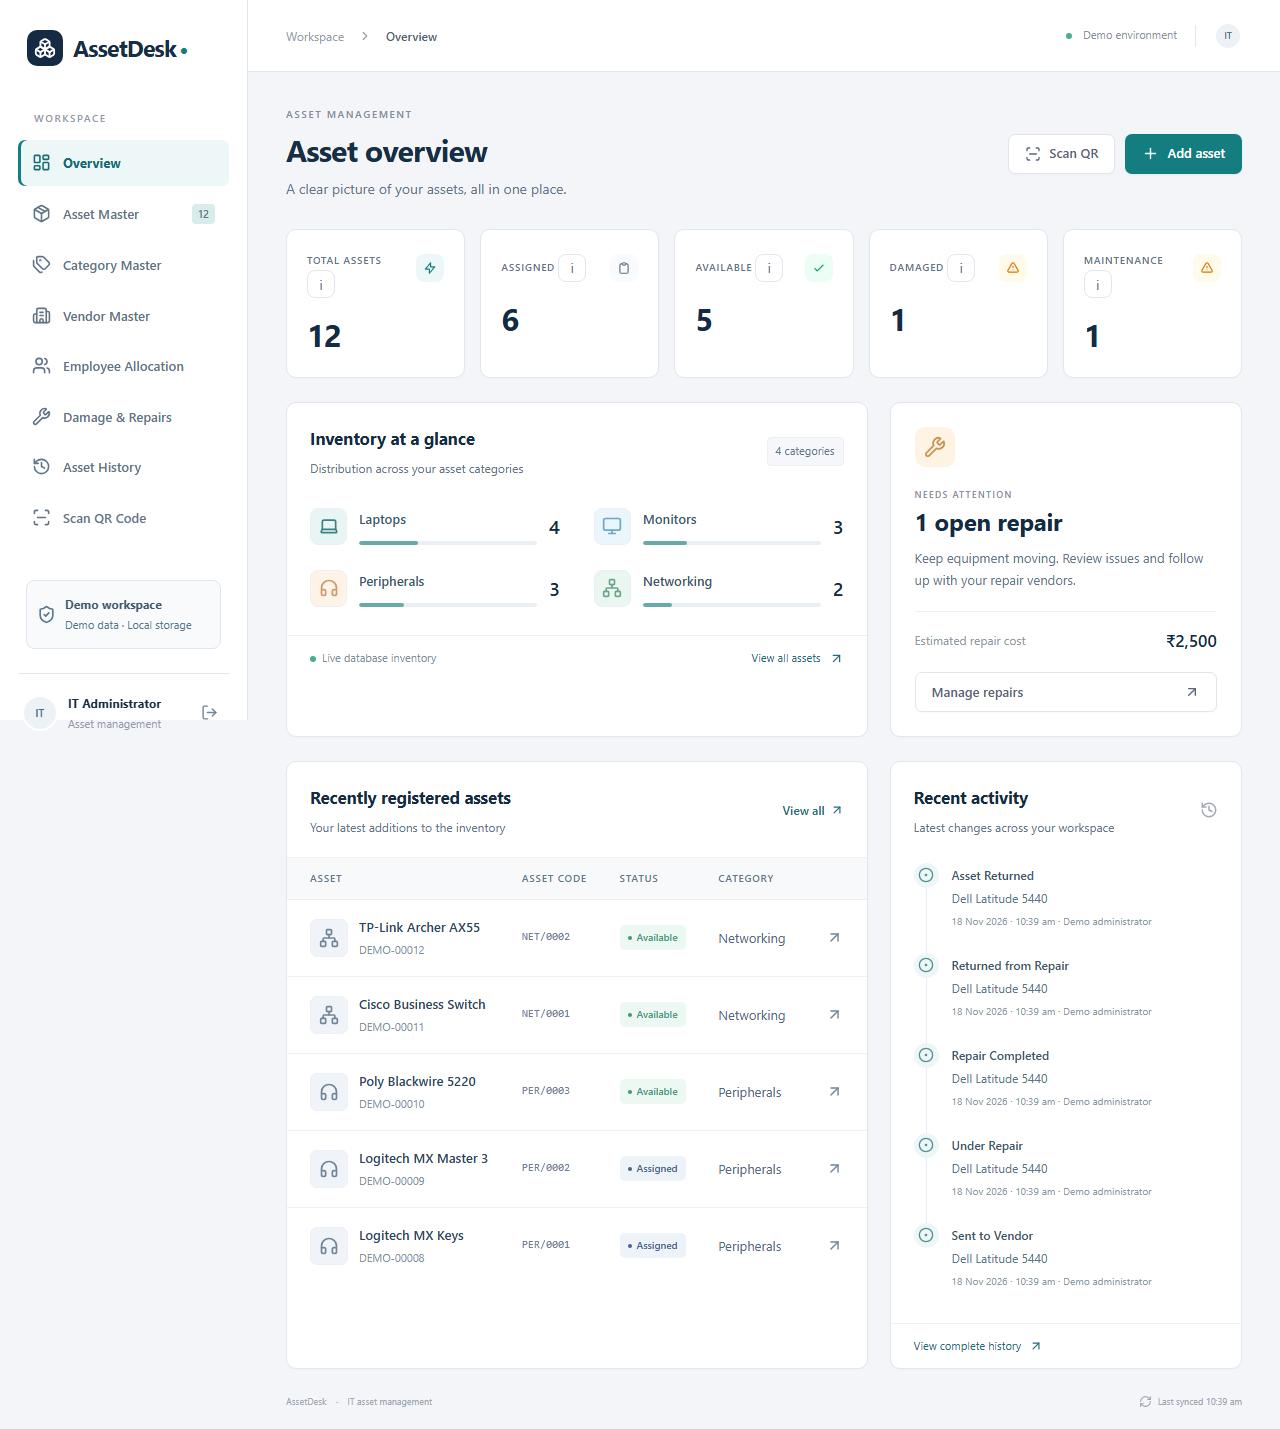 AssetDesk
WORKSPACE
Overview
Asset Master 12
Category Master
Vendor Master
Employee Allocation
Damage & Repairs
Asset History
Scan QR Code
Demo workspace
Demo data · Local storage
IT
IT Administrator
Asset management
Workspace > Overview
Demo environment
IT
ASSET MANAGEMENT
Asset overview
A clear picture of your assets, all in one place.
Scan QR
+ Add asset
TOTAL ASSETS i
12
ASSIGNED i
6
AVAILABLE i
5
DAMAGED i
1
MAINTENANCE i
1
Inventory at a glance
Distribution across your asset categories
4 categories
Laptops 4
Monitors 3
Peripherals 3
Networking 2
Live database inventory
View all assets
NEEDS ATTENTION
1 open repair
Keep equipment moving. Review issues and follow
up with your repair vendors.
Estimated repair cost ₹2,500
Manage repairs
Recently registered assets
Your latest additions to the inventory
View all
ASSET ASSET CODE STATUS CATEGORY
TP-Link Archer AX55
DEMO-00012
NET/0002 Available Networking
Cisco Business Switch
DEMO-00011
NET/0001 Available Networking
Poly Blackwire 5220
DEMO-00010
PER/0003 Available Peripherals
Logitech MX Master 3
DEMO-00009
PER/0002 Assigned Peripherals
Logitech MX Keys
DEMO-00008
PER/0001 Assigned Peripherals
Recent activity
Latest changes across your workspace
Asset Returned
Dell Latitude 5440
18 Nov 2026 · 10:39 am · Demo administrator
Returned from Repair
Dell Latitude 5440
18 Nov 2026 · 10:39 am · Demo administrator
Repair Completed
Dell Latitude 5440
18 Nov 2026 · 10:39 am · Demo administrator
Under Repair
Dell Latitude 5440
18 Nov 2026 · 10:39 am · Demo administrator
Sent to Vendor
Dell Latitude 5440
18 Nov 2026 · 10:39 am · Demo administrator
View complete history
AssetDesk · IT asset management
Last synced 10:39 am